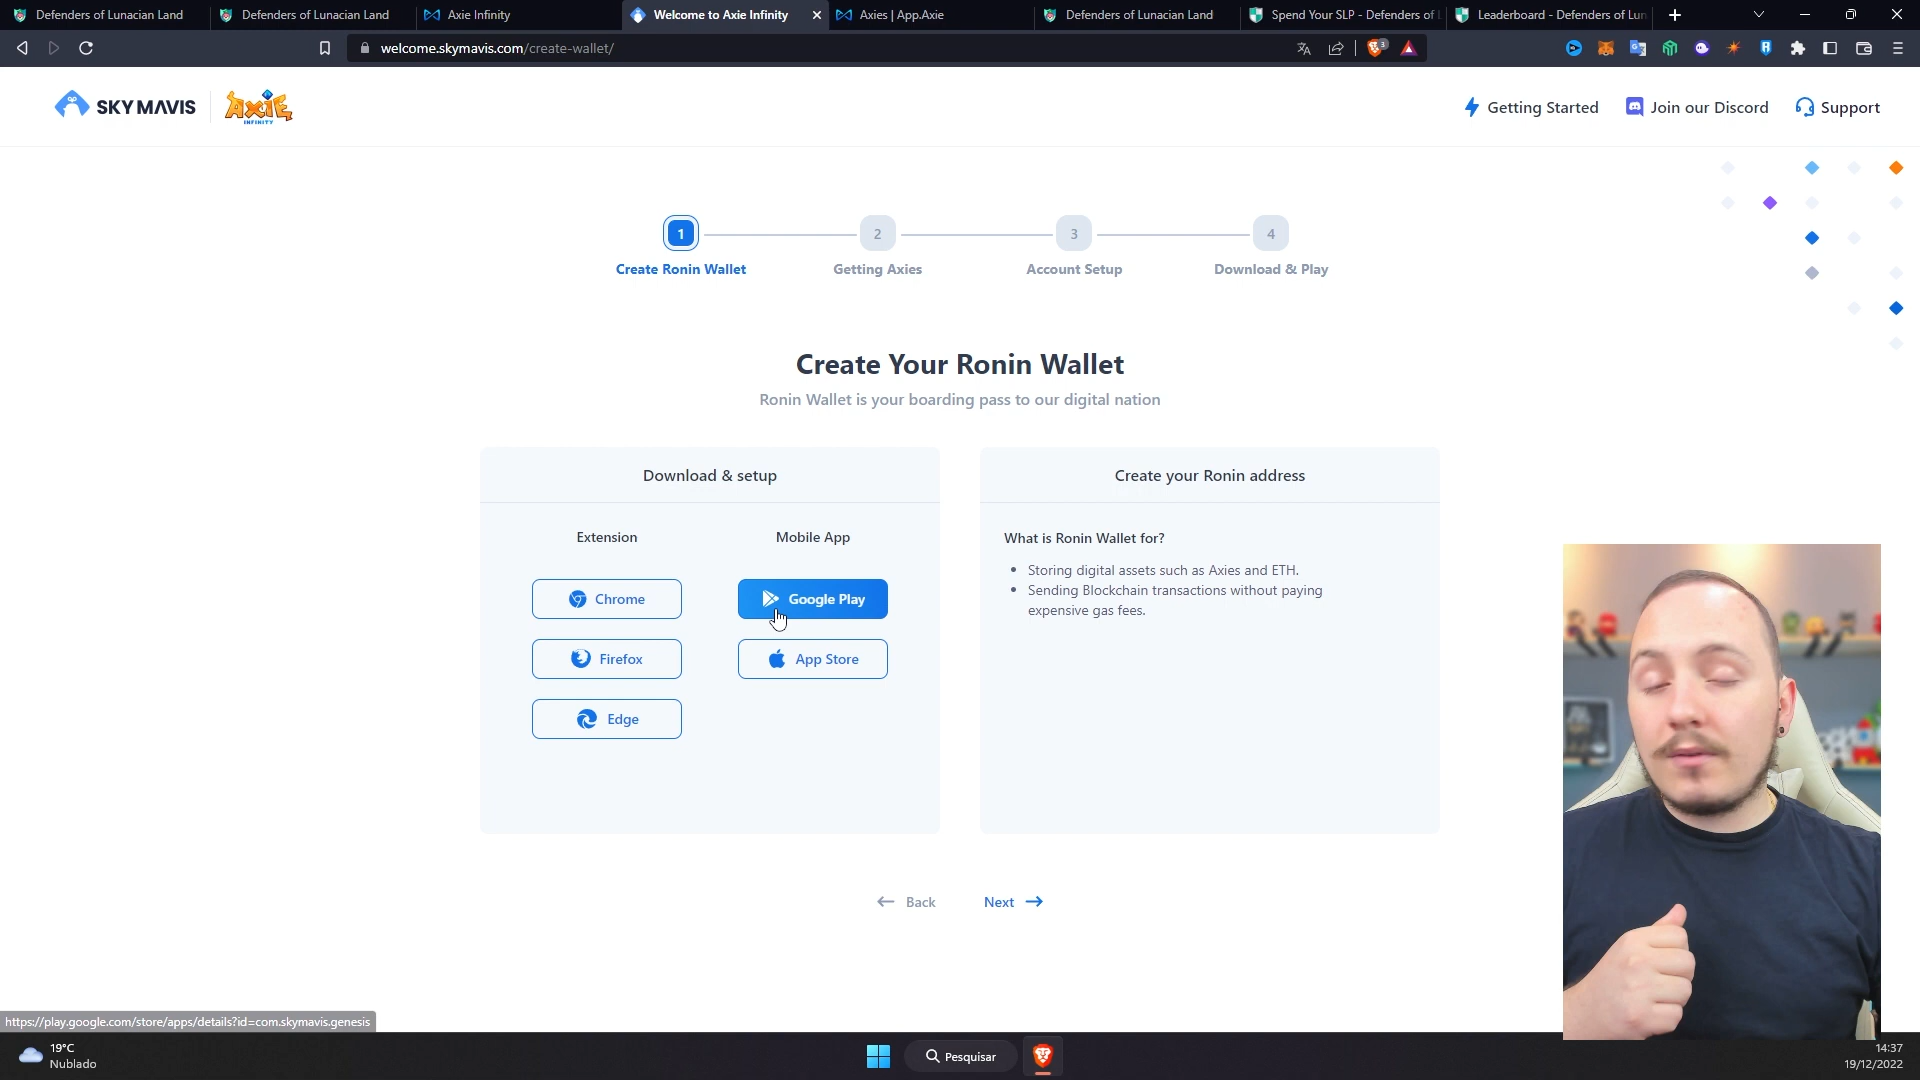 Defenders of Lunacian Land
Defenders of Lunacian Land
Axie Infinity
Welcome to Axie Infinity
Axies | App.Axie
Defenders of Lunacian Land
Spend Your SLP - Defenders of L
Leaderboard - Defenders of Lun
welcome.skymavis.com/create-wallet/
3
SKY MAVIS
AXIE
INFINITY
Getting Started
Join our Discord
Support
1
2
3
4
Create Ronin Wallet
Getting Axies
Account Setup
Download & Play
Create Your Ronin Wallet
Ronin Wallet is your boarding pass to our digital nation
Download & setup
Extension
Mobile App
Chrome
Google Play
Firefox
App Store
Edge
Create your Ronin address
What is Ronin Wallet for?
Storing digital assets such as Axies and ETH.
Sending Blockchain transactions without paying
expensive gas fees.
Back
Next
https://play.google.com/store/apps/details?id=com.skymavis.genesis
19°C
Nublado
Pesquisar
14:37
19/12/2022